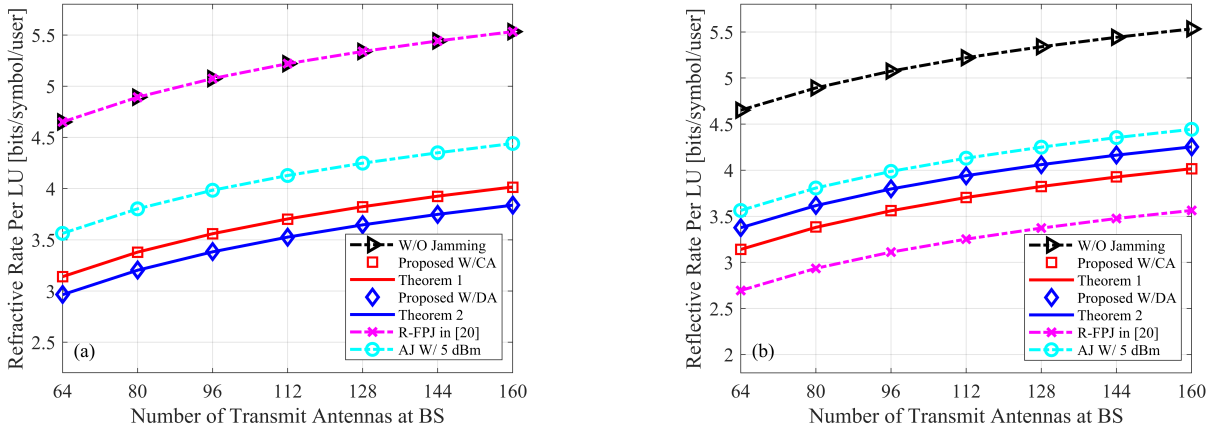 Refractive Rate Per LU [bits/symbol/user]
5.5
5
4.5
4
3.5
3
2.5
W/O Jamming
Proposed W/CA
Theorem 1
Proposed W/DA
Theorem 2
R-FPJ in [20]
AJ W/ 5 dBm
(a)
64 80 96 112 128 144 160
Number of Transmit Antennas at BS
Reflective Rate Per LU [bits/symbol/user]
5.5
5
4.5
4
3.5
3
2.5
2
W/O Jamming
Proposed W/CA
Theorem 1
Proposed W/DA
Theorem 2
R-FPJ in [20]
AJ W/ 5 dBm
(b)
64 80 96 112 128 144 160
Number of Transmit Antennas at BS